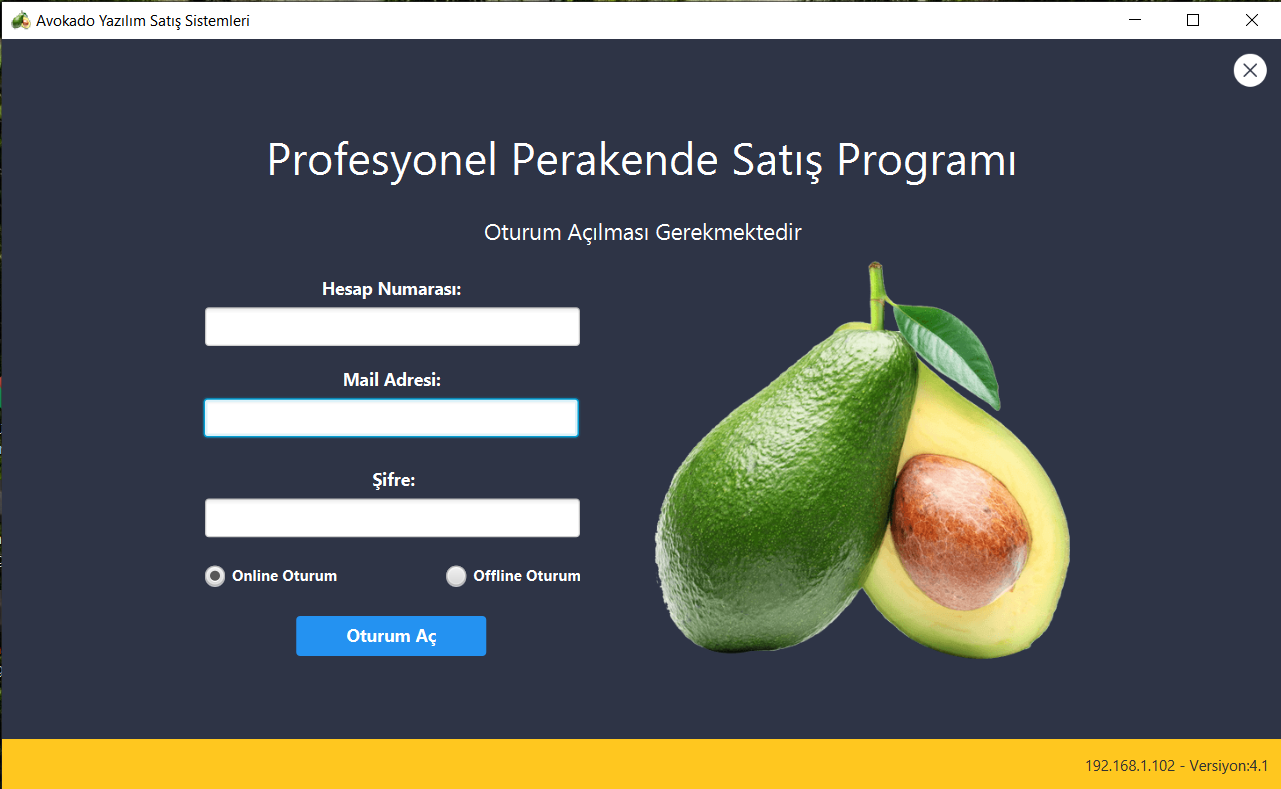 Avokado Yazılım Satış Sistemleri
Profesyonel Perakende Satış Programı
Oturum Açılması Gerekmektedir
Hesap Numarası:
Mail Adresi:
Şifre:
Online Oturum
Offline Oturum
Oturum Aç
192.168.1.102 - Versiyon:4.1